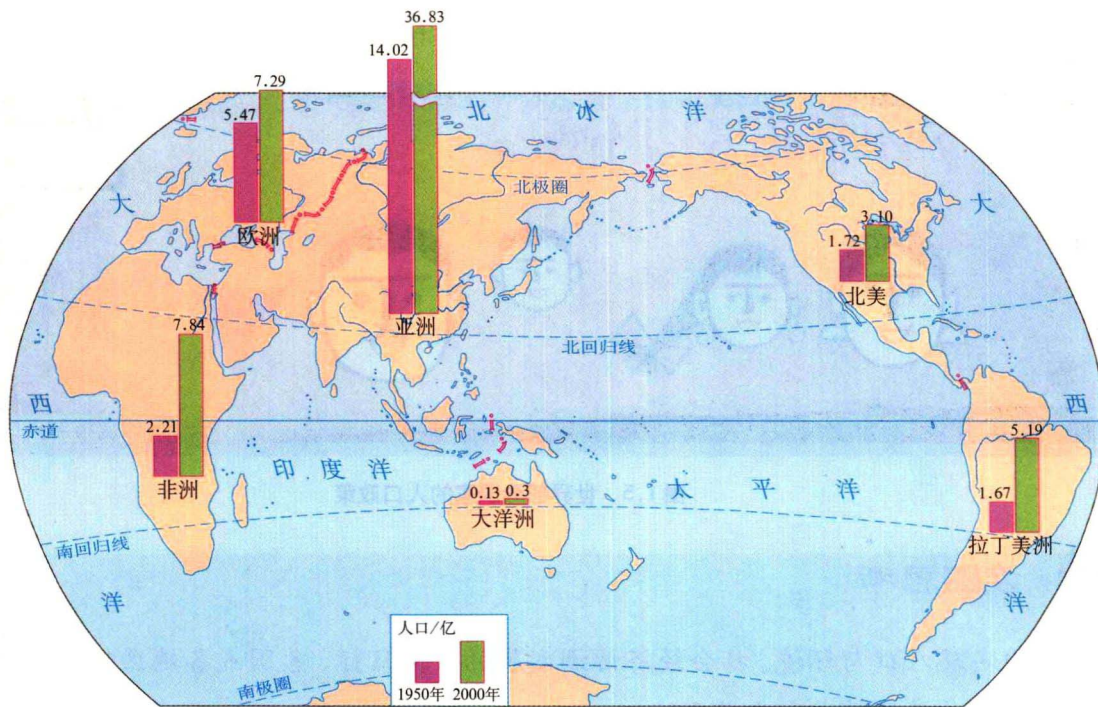 36.83
14.02
7.29
5.47
北 冰 洋
大
北极圈
大
欧洲
3.10
1.72
北美
亚洲
7.84
北回归线
西
西
赤道
2.21
5.19
非洲
印 度 洋
0.13 0.3
大洋洲
太 平 洋
1.67
南回归线
拉丁美洲
洋
洋
人口/亿
1950年 2000年
南极圈